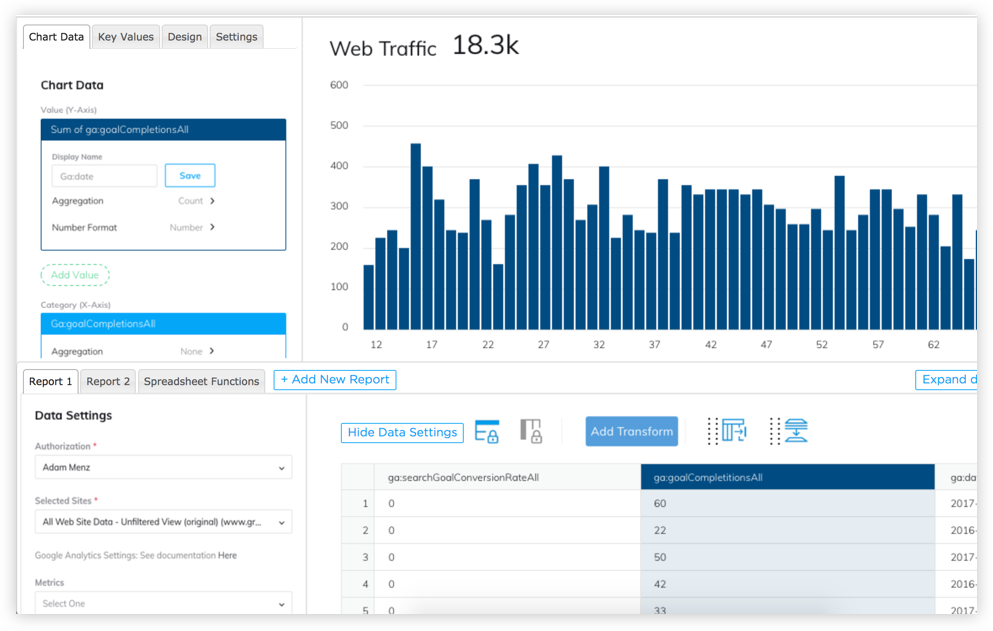 Chart Data Key Values Design Settings
Chart Data
Value (Y-Axis)
Sum of ga:goalCompletionsAll
Display Name
Ga:date Save
Aggregation Count
Number Format Number
Add Value
Category (X-Axis)
Ga:goalCompletionsAll
Aggregation None
Web Traffic 18.3k
600
500
400
300
200
100
0
12 17 22 27 32 37 42 47 52 57 62
Report 1 Report 2 Spreadsheet Functions + Add New Report Expand d
Data Settings
Authorization *
Adam Menz
Selected Sites *
All Web Site Data - Unfiltered View (original) (www.gr...
Google Analytics Settings: See documentation Here
Metrics
Select One
Hide Data Settings Add Transform
ga:searchGoalConversionRateAll ga:goalCompletitionsAll ga:da
1 0 60 2017-
2 0 22 2016-
3 0 50 2017-
4 0 42 2016-
5 0 33 2017-